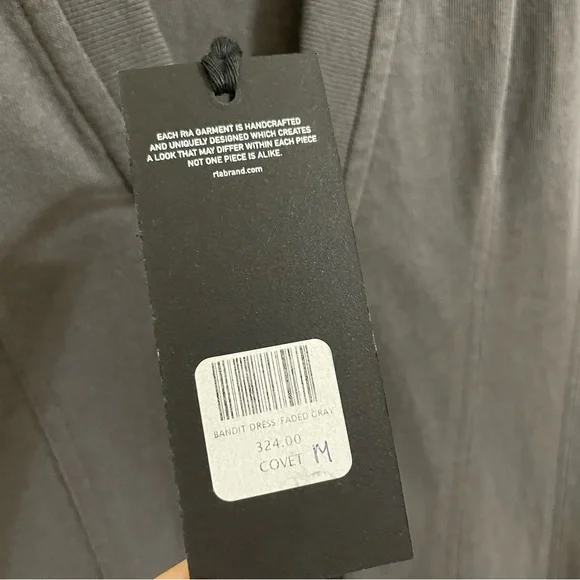 EACH RtA GARMENT IS HANDCRAFTED
AND UNIQUELY DESIGNED WHICH CREATES
A LOOK THAT MAY DIFFER WITHIN EACH PIECE
NOT ONE PIECE IS ALIKE.
rtabrand.com
BANDIT DRESS/FADED GRAY
324.00
COVET M